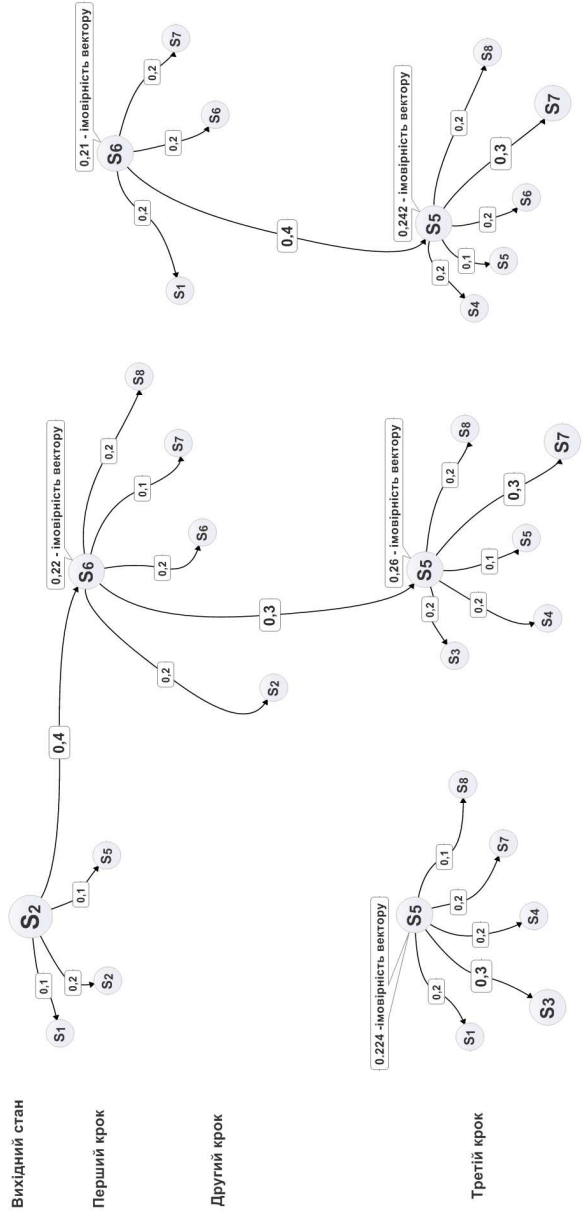 Вихідний стан
S2
0,1
0,2
0,1
0,4
S1
S2
S5
Перший крок
0,22 - імовірність вектору
S6
0,2
0,3
0,2
0,1
0,2
S2
S6
S7
S8
0,21 - імовірність вектору
S6
0,2
0,4
0,2
0,2
S1
S6
S7
Другий крок
0.224 -імовірність вектору
S5
0,2
0,3
0,2
0,2
0,1
S1
S3
S4
S7
S8
0,26 - імовірність вектору
S5
0,2
0,2
0,1
0,3
0,2
S3
S4
S5
S7
S8
0,242 - імовірність вектору
S5
0,2
0,1
0,2
0,3
0,2
S4
S5
S6
S7
S8
Третій крок